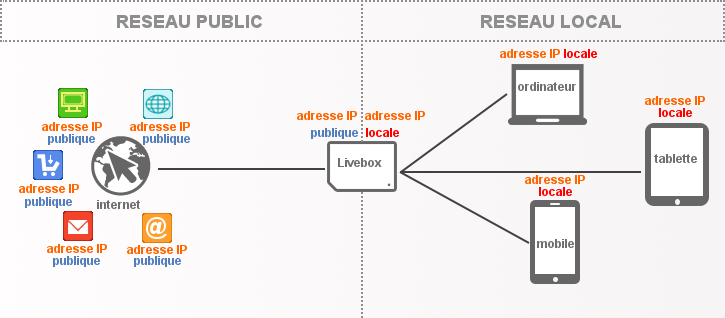 RESEAU PUBLIC
RESEAU LOCAL
adresse IP
publique
adresse IP
publique
adresse IP
publique
internet
adresse IP
publique
adresse IP
publique
adresse IP
publique
adresse IP
locale
Livebox
adresse IP locale
ordinateur
adresse IP
locale
tablette
adresse IP
locale
mobile